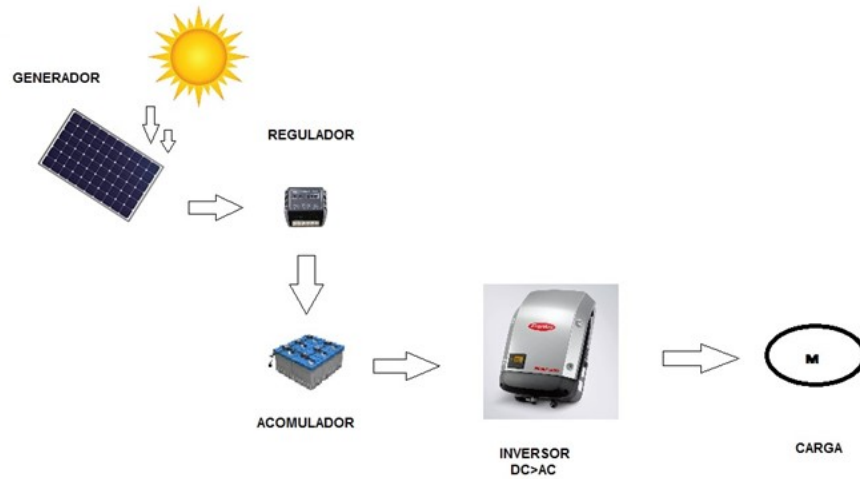 GENERADOR
REGULADOR
ACOMULADOR
INVERSOR
DC>AC
M
CARGA